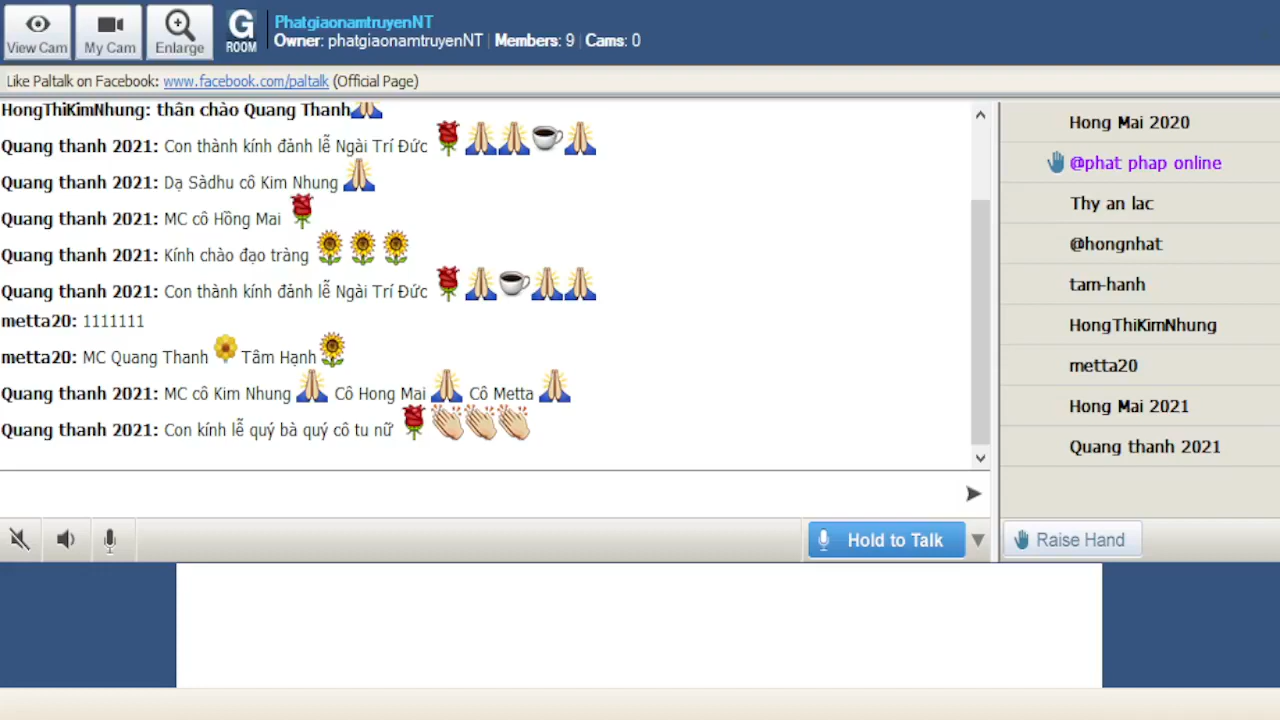 View Cam
My Cam
Enlarge
G
ROOM
PhatgiaonamtruyenNT
Owner: phatgiaonamtruyenNT | Members: 9 | Cams: 0
Like Paltalk on Facebook: www.facebook.com/paltalk (Official Page)
HongThiKimNhung: thân chào Quang Thanh🙏
Quang thanh 2021: Con thành kính đảnh lễ Ngài Trí Đức 🌹🙏🙏☕🙏
Quang thanh 2021: Dạ Sàdhu cô Kim Nhung 🙏
Quang thanh 2021: MC cô Hồng Mai 🌹
Quang thanh 2021: Kính chào đạo tràng 🌻🌻🌻
Quang thanh 2021: Con thành kính đảnh lễ Ngài Trí Đức 🌹🙏☕🙏🙏
metta20: 1111111
metta20: MC Quang Thanh 🌼 Tâm Hạnh🌻
Quang thanh 2021: MC cô Kim Nhung 🙏 Cô Hong Mai 🙏 Cô Metta 🙏
Quang thanh 2021: Con kính lễ quý bà quý cô tu nữ 🌹👏👏👏
Hong Mai 2020
@phat phap online
Thy an lac
@hongnhat
tam-hanh
HongThiKimNhung
metta20
Hong Mai 2021
Quang thanh 2021
Hold to Talk
Raise Hand